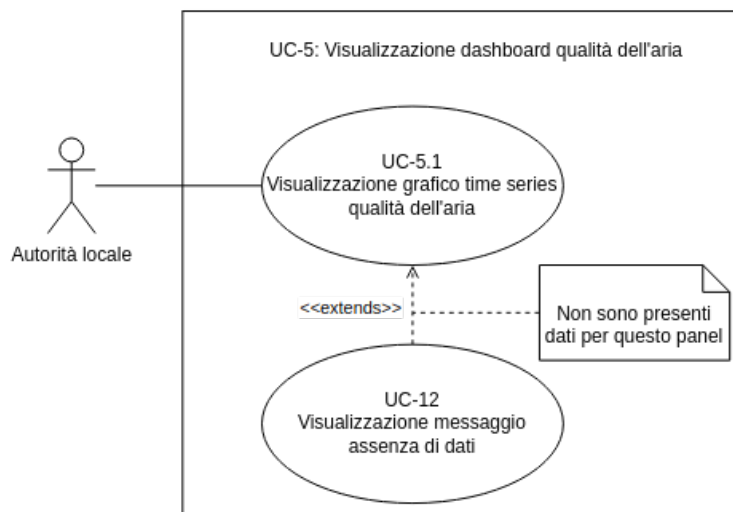 UC-5: Visualizzazione dashboard qualità dell'aria
UC-5.1
Visualizzazione grafico time series
qualità dell'aria
Autorità locale
<<extends>>
Non sono presenti
dati per questo panel
UC-12
Visualizzazione messaggio
assenza di dati